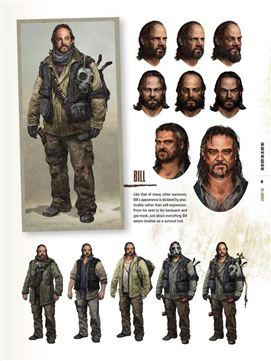 BILL
Like that of many other survivors,
Bill's appearance is dictated by prac-
ticality rather than self-expression.
From his vest to his backpack and
gas mask, just about everything Bill
wears doubles as a survival tool.